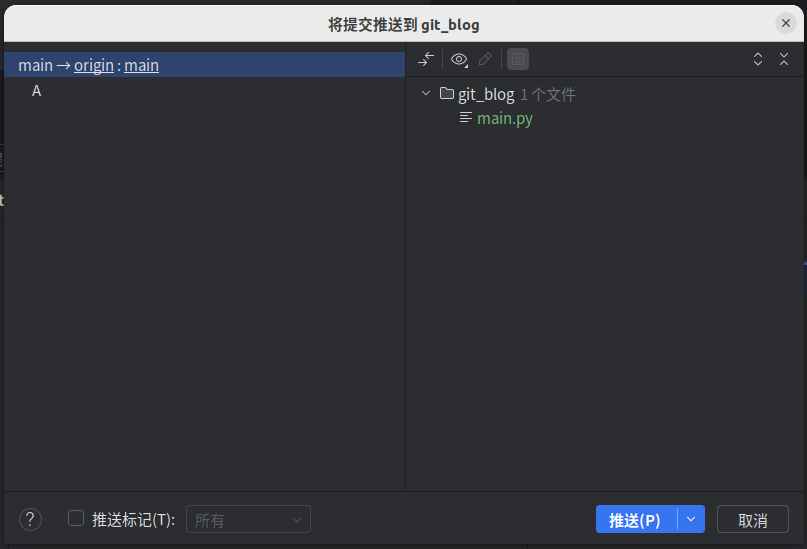 将提交推送到 git_blog
main → origin : main
A
git_blog 1 个文件
main.py
? 推送标记(T): 所有 推送(P) 取消